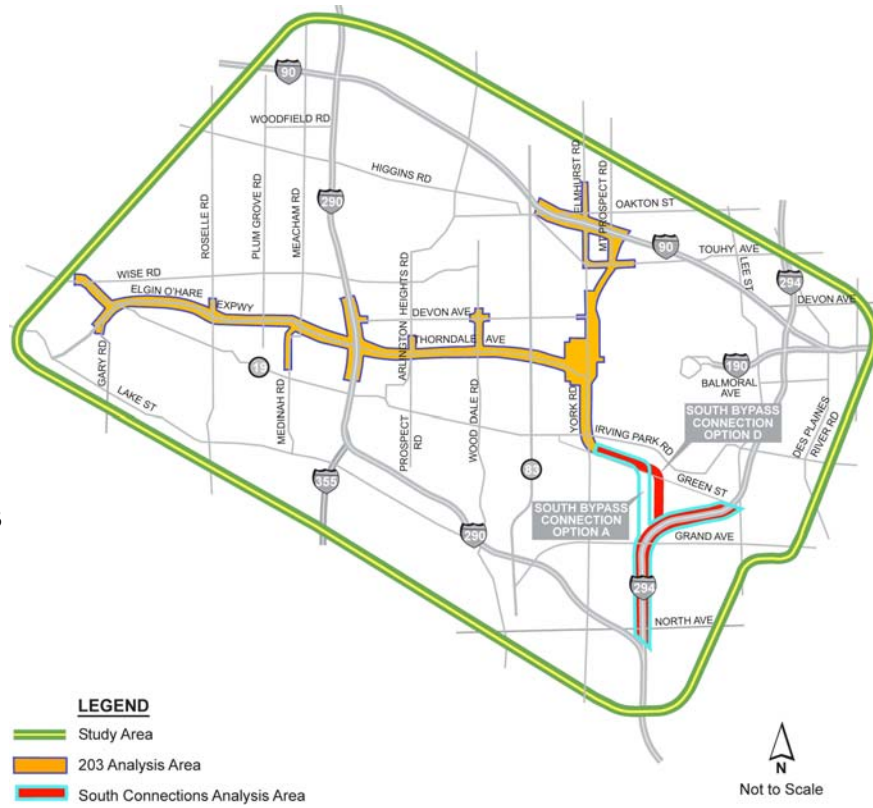 90
WOODFIELD RD
HIGGINS RD
ROSELLE RD
PLUM GROVE RD
MEACHAM RD
290
ARLINGTON HEIGHTS RD
ELMHURST RD
MT PROSPECT RD
OAKTON ST
90
TOUHY AVE
LEE ST
294
DEVON AVE
WISE RD
ELGIN O'HARE
EXPWY
DEVON AVE
THORNDALE AVE
GARY RD
19
MEDINAH RD
LAKE ST
PROSPECT
RD
WOOD DALE RD
YORK RD
190
BALMORAL
AVE
DES PLAINES
RIVER RD
SOUTH BYPASS
CONNECTION
OPTION D
IRVING PARK RD
GREEN ST
83
355
290
SOUTH BYPASS
CONNECTION
OPTION A
GRAND AVE
294
NORTH AVE
LEGEND
Study Area
203 Analysis Area
South Connections Analysis Area
N
Not to Scale